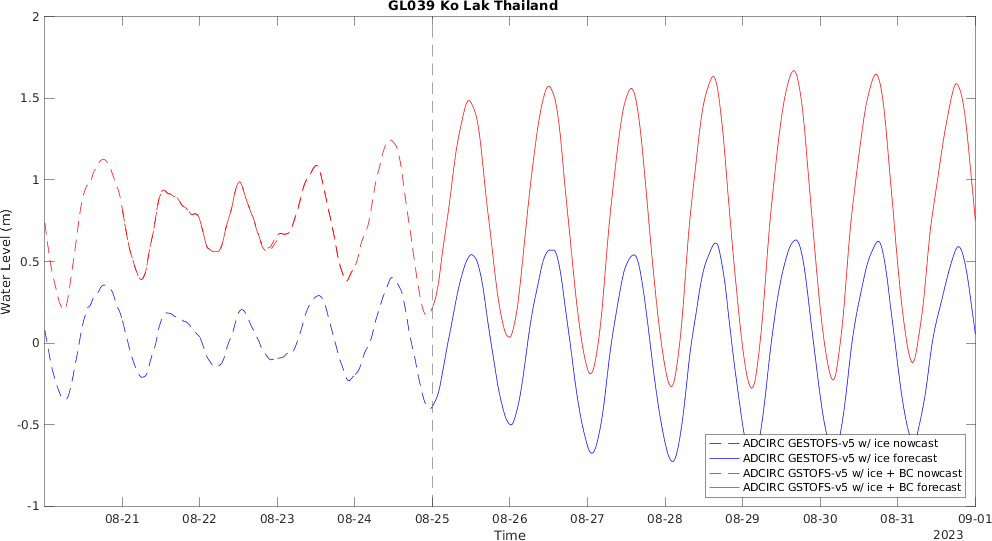 GL039 Ko Lak Thailand
2
1.5
1
0.5
0
-0.5
-1
Water Level (m)
ADCIRC GESTOFS-v5 w/ ice nowcast
ADCIRC GESTOFS-v5 w/ ice forecast
ADCIRC GSTOFS-v5 w/ ice + BC nowcast
ADCIRC GSTOFS-v5 w/ ice + BC forecast
08-21 08-22 08-23 08-24 08-25 08-26 08-27 08-28 08-29 08-30 08-31 09-01
Time
2023